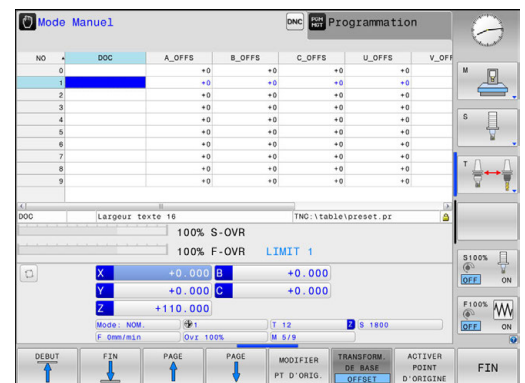 Mode Manuel
DNC
PGM MGT
Programmation
NO DOC A_OFFS B_OFFS C_OFFS U_OFFS V_OFF
0 +0 +0 +0 +0
1 +0 +0 +0 +0
2 +0 +0 +0 +0
3 +0 +0 +0 +0
4 +0 +0 +0 +0
5 +0 +0 +0 +0
6 +0 +0 +0 +0
7 +0 +0 +0 +0
8 +0 +0 +0 +0
9 +0 +0 +0 +0
DOC Largeur texte 16 TNC:\table\preset.pr
100% S-OVR
100% F-OVR LIMIT 1
X +0.000 B +0.000
Y +0.000 C +0.000
Z +110.000
Mode: NOM. 1 T 12 Z S 1800
F 0mm/min Ovr 100% M 5/9
M
S
T
S100%
OFF ON
F100%
OFF ON
DEBUT
FIN
PAGE
PAGE
MODIFIER
PT D'ORIG.
TRANSFORM.
DE BASE
OFFSET
ACTIVER
POINT
D'ORIGINE
FIN